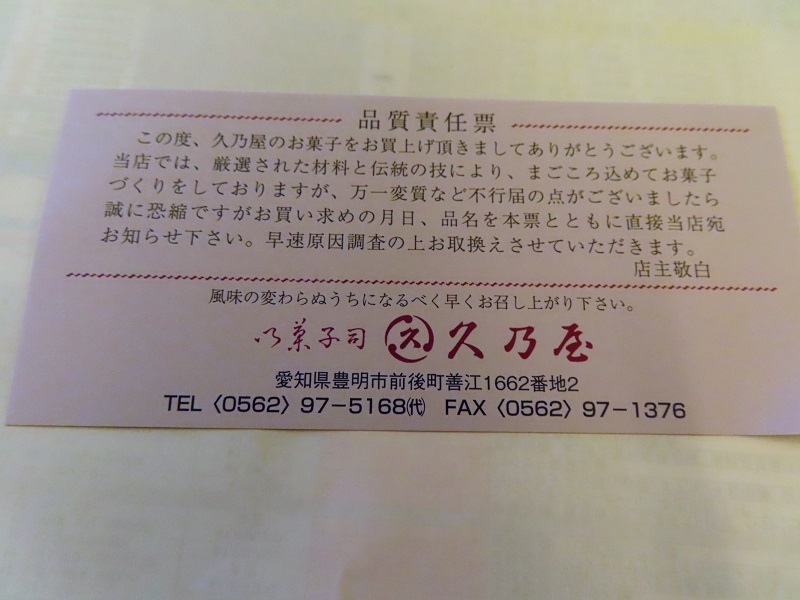 品質責任票
この度、久乃屋のお菓子をお買上げ頂きましてありがとうございます。
当店では、厳選された材料と伝統の技により、まごころ込めてお菓子
づくりをしておりますが、万一変質など不行届の点がございましたら
誠に恐縮ですがお買い求めの月日、品名を本票とともに直接当店宛
お知らせ下さい。早速原因調査の上お取換えさせていただきます。
店主敬白
風味の変わらぬうちになるべく早くお召し上がり下さい。
御菓子司 久 久乃屋
愛知県豊明市前後町善江1662番地2
TEL〈0562〉97−5168㈹ FAX〈0562〉97−1376